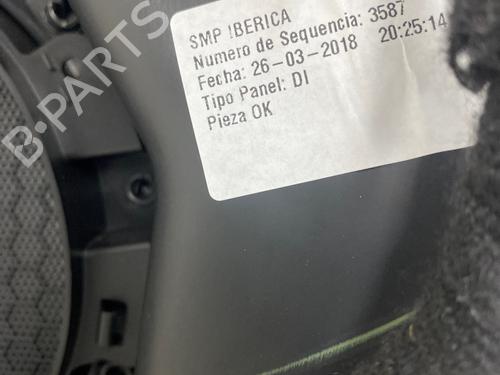 SMP IBERICA
Numero de Sequencia: 3587
Fecha: 26-03-2018 20:25:14
Tipo Panel: DI
Pieza OK
B-PARTS